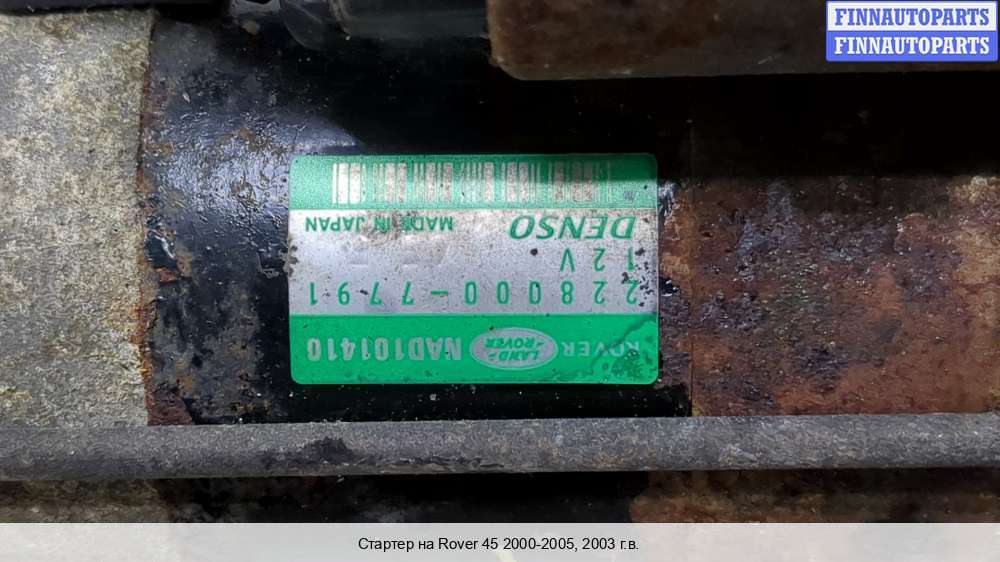 FINNAUTOPARTS
FINNAUTOPARTS
ROVER LAND-ROVER NAD101410
228000-7791
12V
DENSO MADE IN JAPAN
Стартер на Rover 45 2000-2005, 2003 г.в.